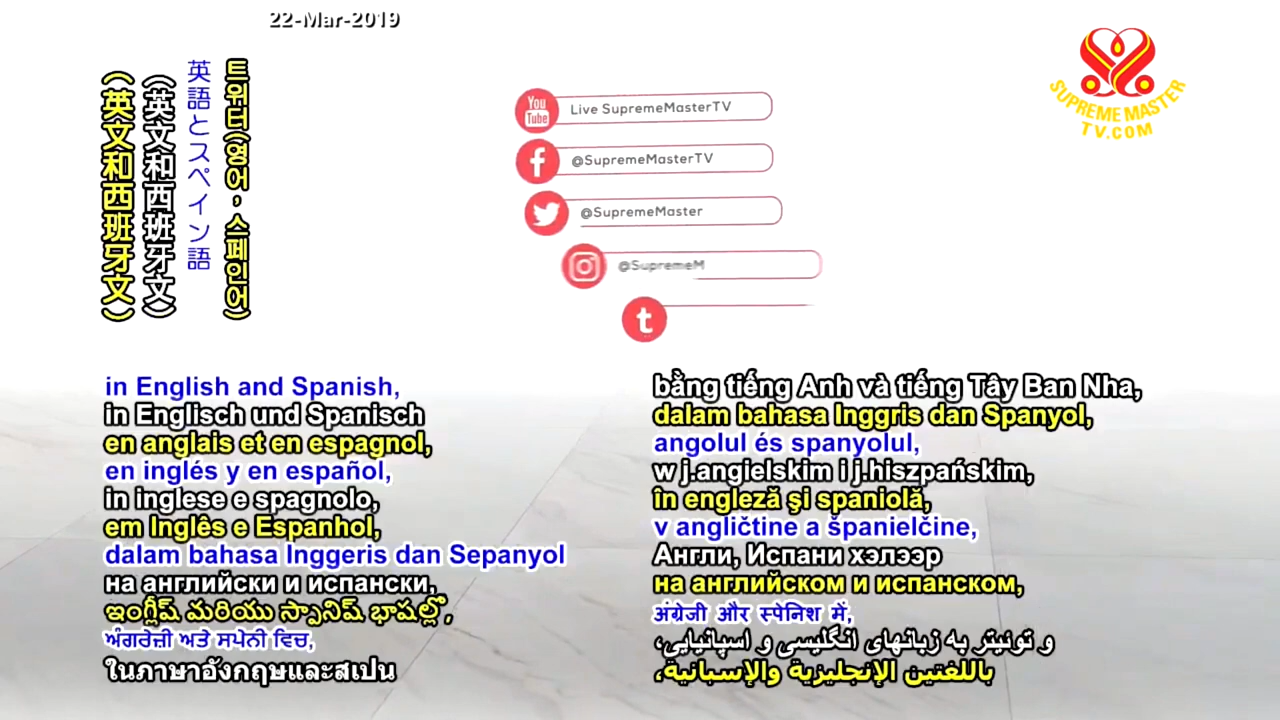 22-Mar-2019
SUPREME MASTER
TV.COM
You
Tube
Live SupremeMasterTV
@SupremeMasterTV
@SupremeMaster
@SupremeM
트위터(영어，스페인어)
英語とスペイン語
(英文和西班牙文)
(英文和西班牙文)
in English and Spanish,
in Englisch und Spanisch
en anglais et en espagnol,
en inglés y en español,
in inglese e spagnolo,
em Inglês e Espanhol,
dalam bahasa Inggeris dan Sepanyol
на английски и испански,
ఇంగ్లీష్ మరియు స్పానిష్ భాషల్లో,
ਅੰਗਰੇਜ਼ੀ ਅਤੇ ਸਪੇਨੀ ਵਿਚ,
ในภาษาอังกฤษและสเปน
bằng tiếng Anh và tiếng Tây Ban Nha,
dalam bahasa Inggris dan Spanyol,
angolul és spanyolul,
w j.angielskim i j.hiszpańskim,
în engleză şi spaniolă,
v angličtine a španielčine,
Англи, Испани хэлээр
на английском и испанском,
अंग्रेजी और स्पेनिश में,
و توئیتر به زبانهای انگلیسی و اسپانیایی،
باللغتين الإنجليزية والإسبانية،